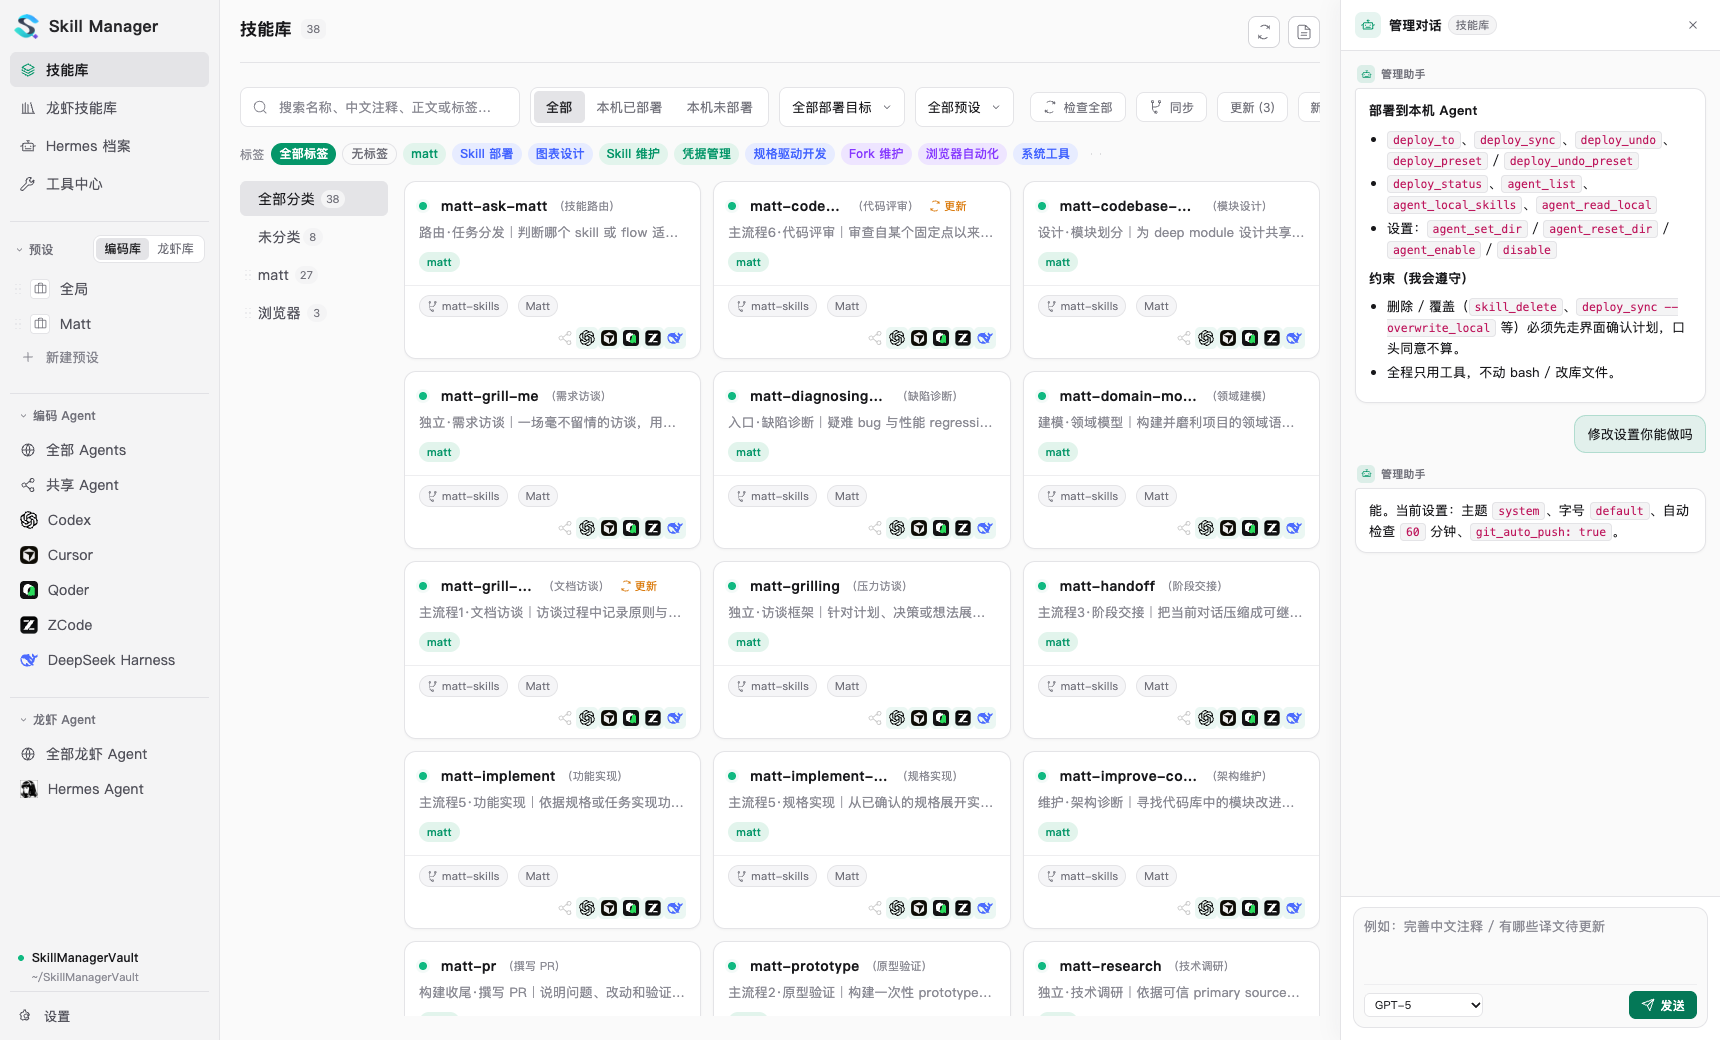 Skill Manager
技能库
龙虾技能库
Hermes 档案
工具中心
预设
编码库 龙虾库
全局
Matt
新建预设
编码 Agent
全部 Agents
共享 Agent
Codex
Cursor
Qoder
ZCode
DeepSeek Harness
龙虾 Agent
全部龙虾 Agent
Hermes Agent
SkillManagerVault
~/SkillManagerVault
设置
技能库 38
搜索名称、中文注释、正文或标签...
全部 本机已部署 本机未部署
全部部署目标
全部预设
检查全部
同步
更新 (3)
新
标签 全部标签 无标签 matt Skill 部署 图表设计 Skill 维护 凭据管理 规格驱动开发 Fork 维护 浏览器自动化 系统工具
全部分类 38
未分类 8
matt 27
浏览器 3
matt-ask-matt (技能路由)
路由·任务分发｜判断哪个 skill 或 flow 适...
matt
matt-skills Matt
matt-code... (代码评审) 更新
主流程6·代码评审｜审查自某个固定点以来...
matt
matt-skills Matt
matt-codebase-... (模块设计)
设计·模块划分｜为 deep module 设计共享...
matt
matt-skills Matt
matt-grill-me (需求访谈)
独立·需求访谈｜一场毫不留情的访谈，用...
matt
matt-skills Matt
matt-diagnosing... (缺陷诊断)
入口·缺陷诊断｜疑难 bug 与性能 regressi...
matt
matt-skills Matt
matt-domain-mo... (领域建模)
建模·领域模型｜构建并磨利项目的领域语...
matt
matt-skills Matt
matt-grill-... (文档访谈) 更新
主流程1·文档访谈｜访谈过程中记录原则与...
matt
matt-skills Matt
matt-grilling (压力访谈)
独立·访谈框架｜针对计划、决策或想法展...
matt
matt-skills Matt
matt-handoff (阶段交接)
主流程3·阶段交接｜把当前对话压缩成可继...
matt
matt-skills Matt
matt-implement (功能实现)
主流程5·功能实现｜依据规格或任务实现功...
matt
matt-skills Matt
matt-implement-... (规格实现)
主流程5·规格实现｜从已确认的规格展开实...
matt
matt-skills Matt
matt-improve-co... (架构维护)
维护·架构诊断｜寻找代码库中的模块改进...
matt
matt-skills Matt
matt-pr (撰写 PR)
构建收尾·撰写 PR｜说明问题、改动和验证...
matt-prototype (原型验证)
主流程2·原型验证｜构建一次性 prototype...
matt-research (技术调研)
独立·技术调研｜依据可信 primary source...
管理对话 技能库
管理助手
部署到本机 Agent
deploy_to、deploy_sync、deploy_undo、
deploy_preset / deploy_undo_preset
deploy_status、agent_list、
agent_local_skills、agent_read_local
设置：agent_set_dir / agent_reset_dir /
agent_enable / disable
约束（我会遵守）
删除 / 覆盖（skill_delete、deploy_sync --
overwrite_local 等）必须先走界面确认计划，口
头同意不算。
全程只用工具，不动 bash / 改库文件。
修改设置你能做吗
管理助手
能。当前设置：主题 system、字号 default、自动
检查 60 分钟、git_auto_push: true。
例如：完善中文注释 / 有哪些译文待更新
GPT-5
发送